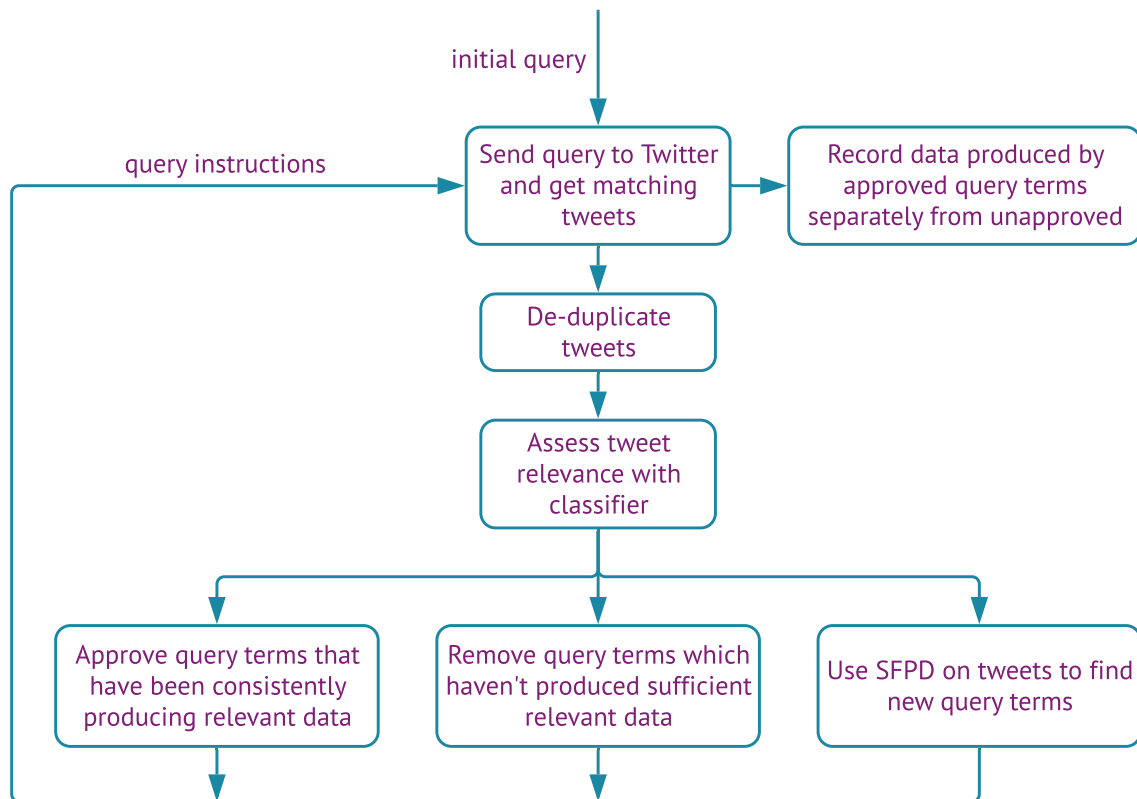 initial query
query instructions
Send query to Twitter
and get matching
tweets
Record data produced by
approved query terms
separately from unapproved
De-duplicate
tweets
Assess tweet
relevance with
classifier
Approve query terms that
have been consistently
producing relevant data
Remove query terms which
haven't produced sufficient
relevant data
Use SFPD on tweets to find
new query terms